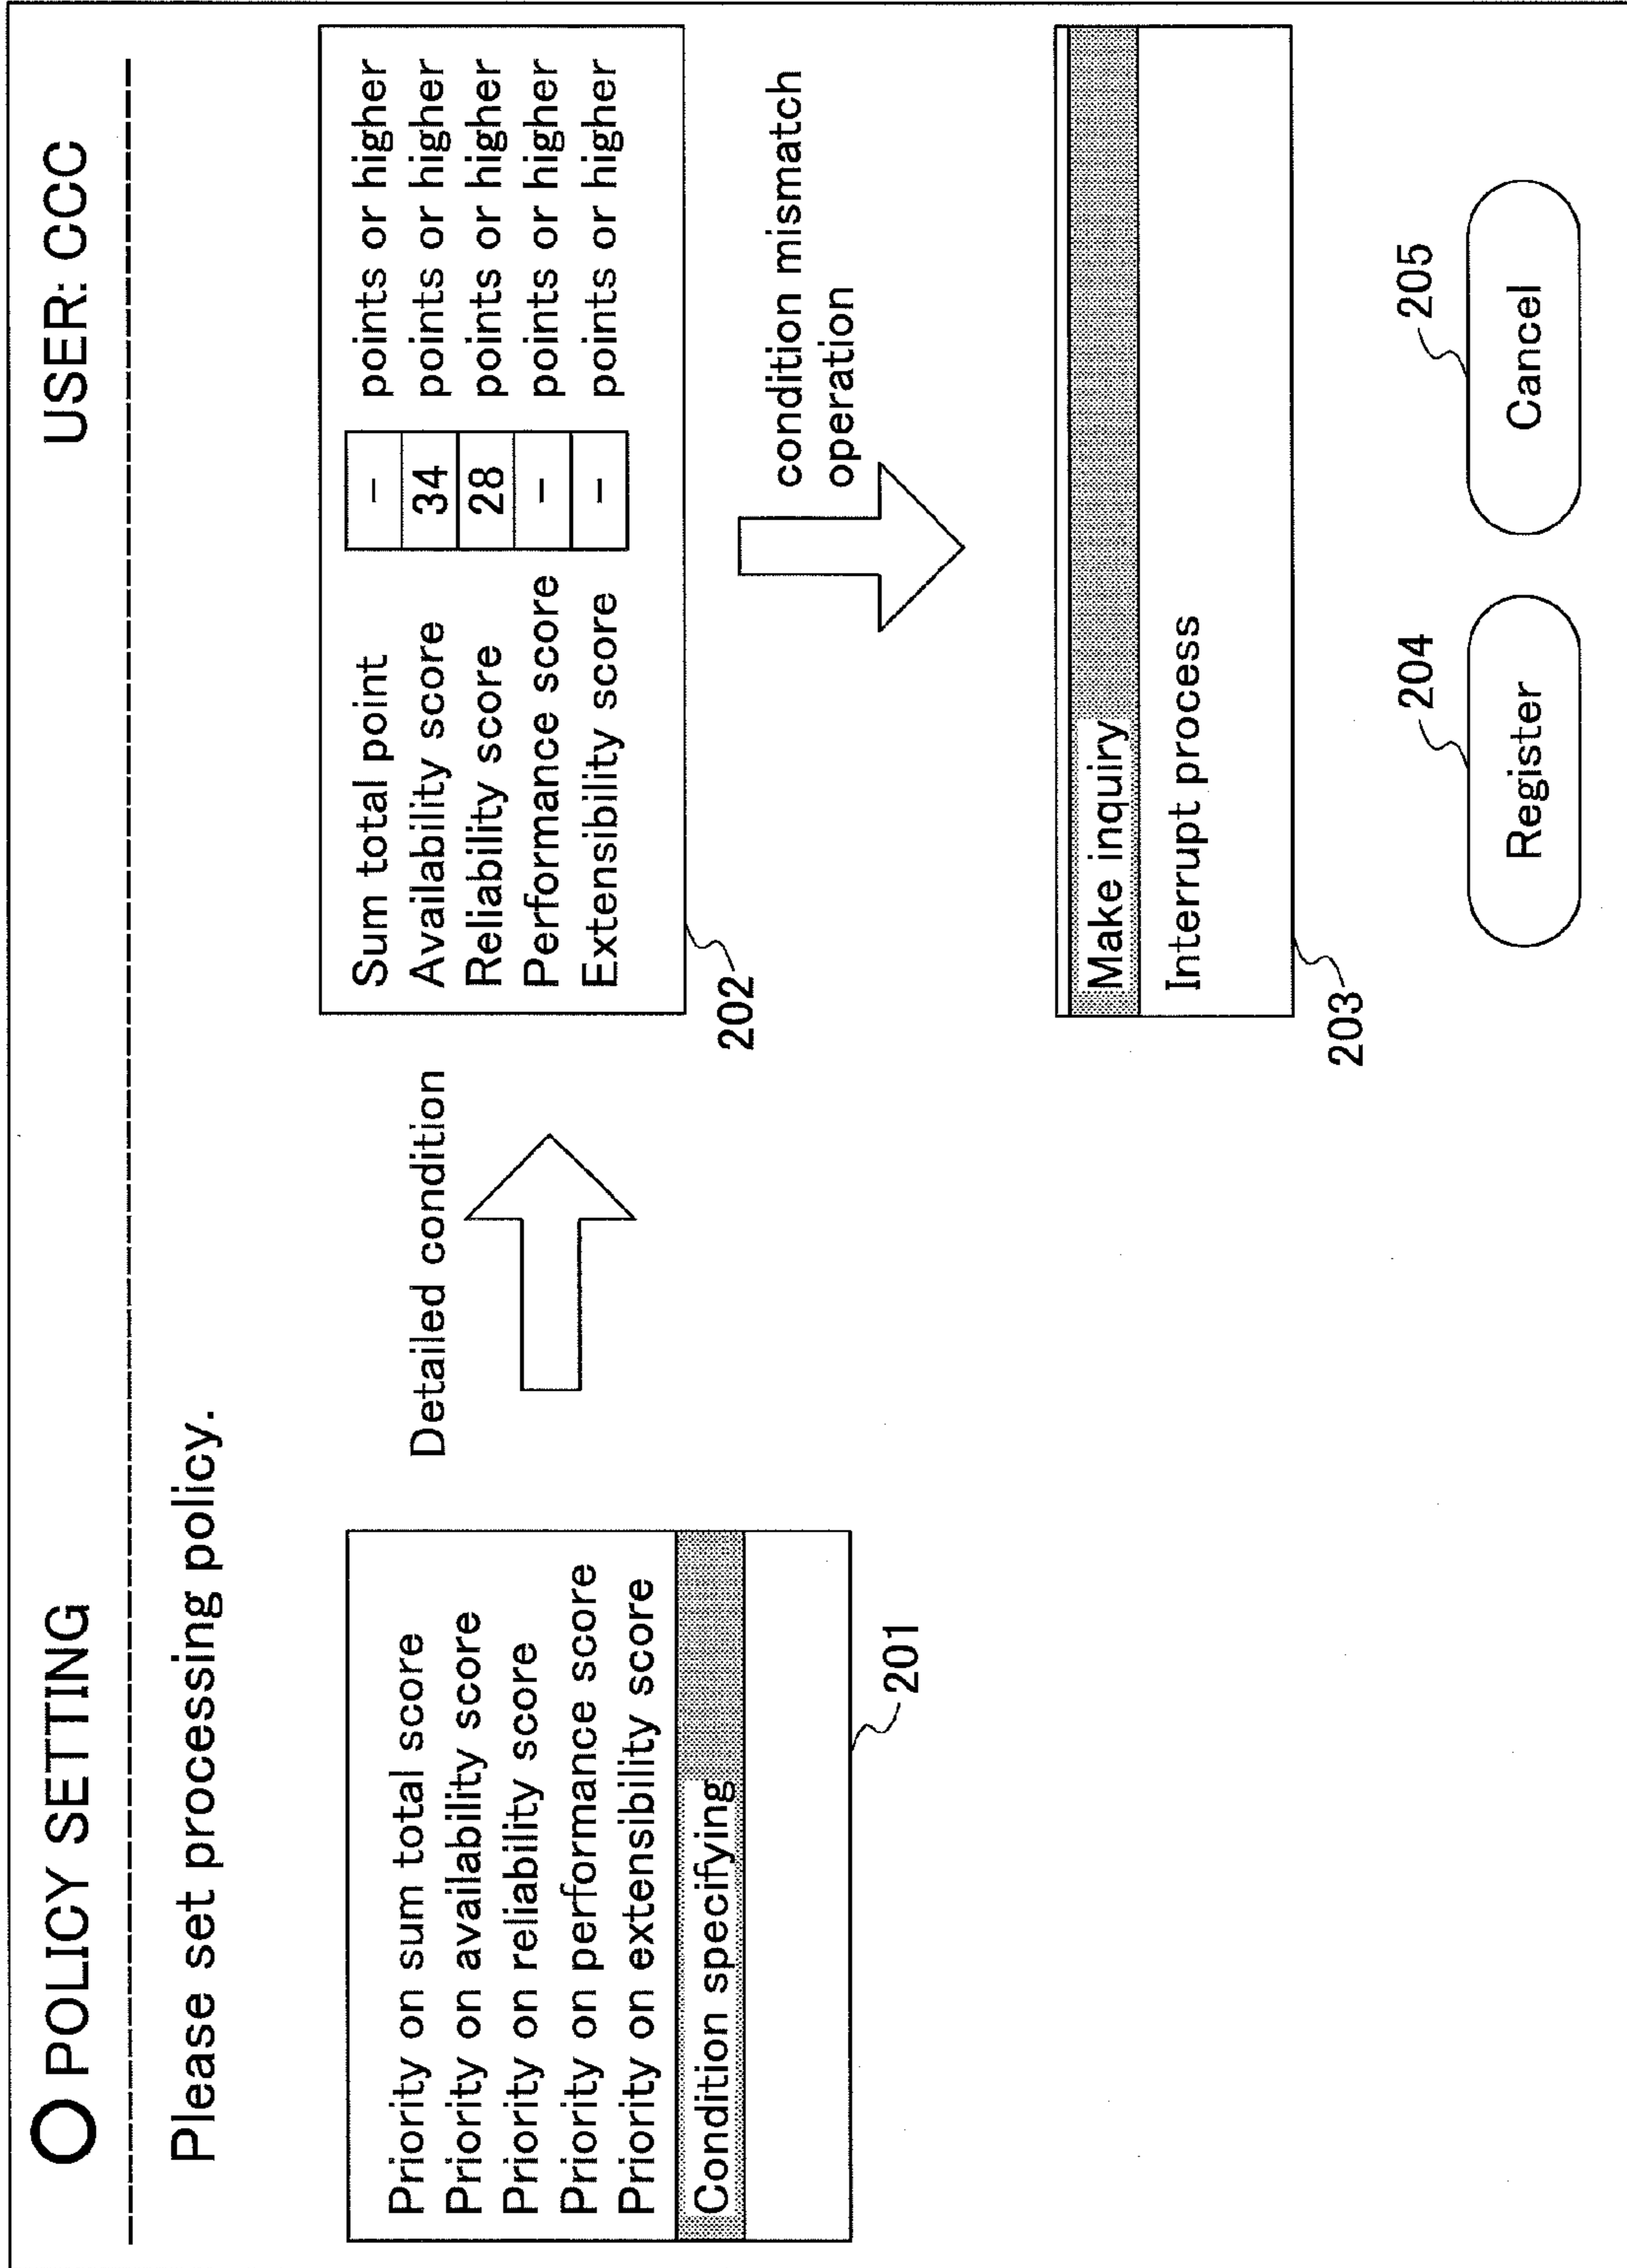 POLICY SETTING
USER: CCC
Please set processing policy.
Priority on sum total score
Priority on availability score
Priority on reliability score
Priority on performance score
Priority on extensibility score
Condition specifying
201
Detailed condition
Sum total point - points or higher
Availability score 34 points or higher
Reliability score 28 points or higher
Performance score - points or higher
Extensibility score - points or higher
202
condition mismatch
operation
Make inquiry
Interrupt process
203
204
Register
205
Cancel